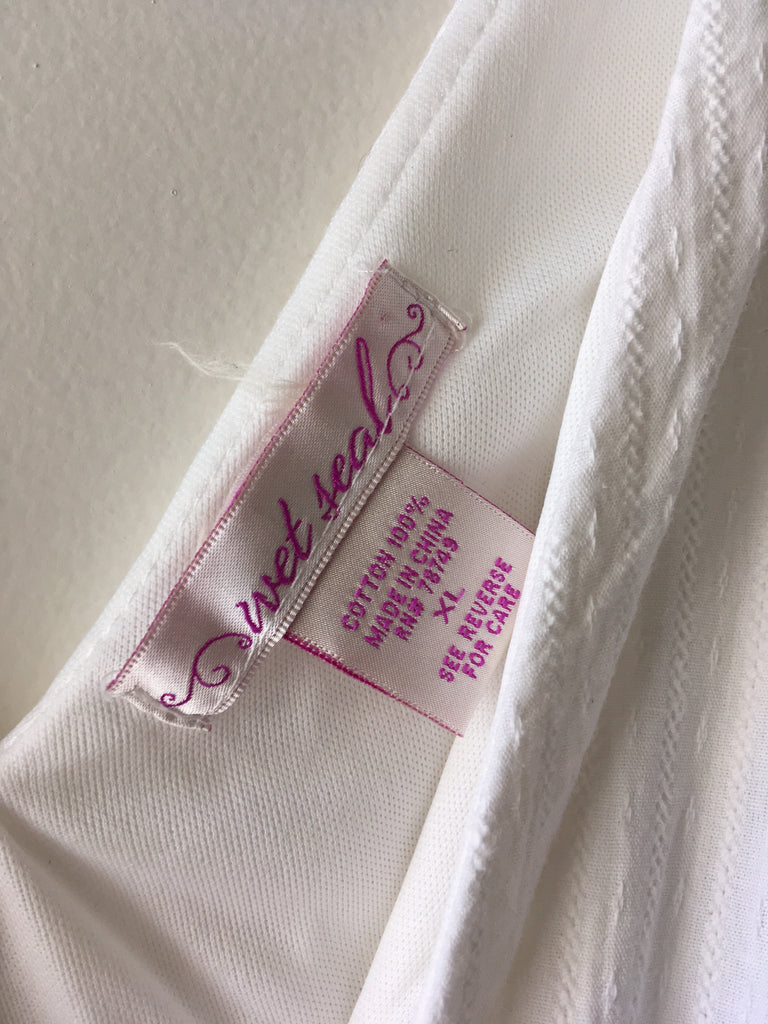 wet seal
COTTON 100%
MADE IN CHINA
RN# 78749
XL
SEE REVERSE
FOR CARE